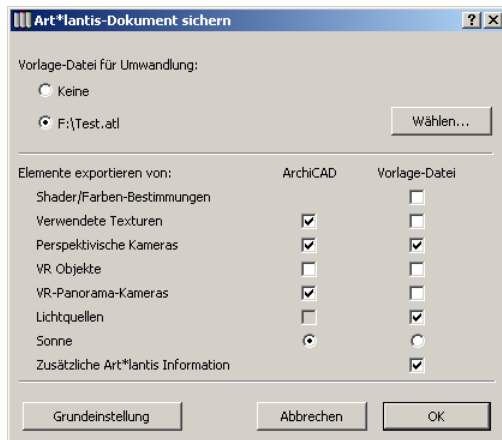 Art*lantis-Dokument sichern
Vorlage-Datei für Umwandlung:
Keine
F:\Test.atl
Wählen...
Elemente exportieren von: ArchiCAD Vorlage-Datei
Shader/Farben-Bestimmungen
Verwendete Texturen
Perspektivische Kameras
VR Objekte
VR-Panorama-Kameras
Lichtquellen
Sonne
Zusätzliche Art*lantis Information
Grundeinstellung Abbrechen OK